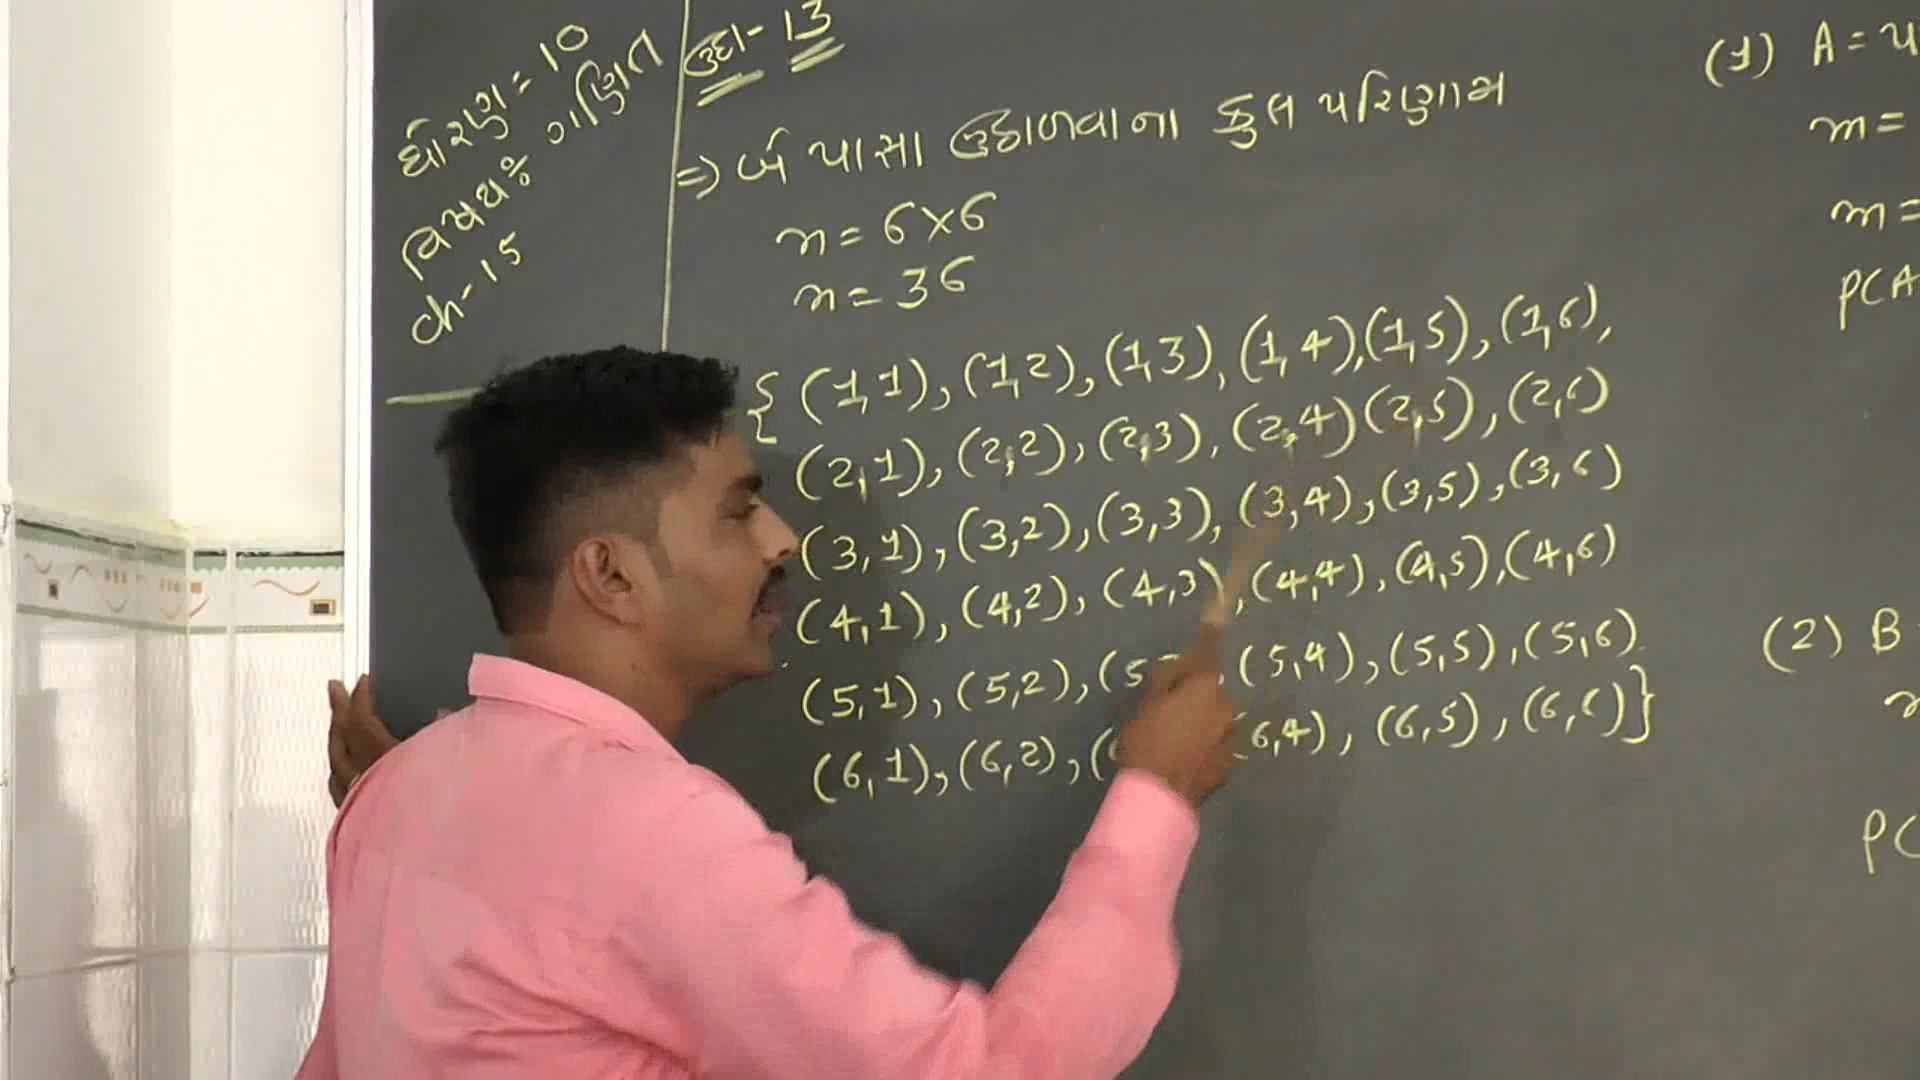 ધોરણ = 10
વિષય : ગણિત
ch-15
ઉદા - 13
⇒ બે પાસા ઉછાળવાના કુલ પરિણામ
n = 6×6
n = 36
{ (1,1), (1,2), (1,3), (1,4), (1,5), (1,6),
(2,1), (2,2), (2,3), (2,4) (2,5), (2,6)
(3,1), (3,2), (3,3), (3,4), (3,5), (3,6)
(4,1), (4,2), (4,3), (4,4), (4,5), (4,6)
(5,1), (5,2), (5 , (5,4), (5,5), (5,6)
(6,1), (6,2), ( 6,4), (6,5), (6,6)}
(1) A =
m =
m =
P(A
(2) B
P(